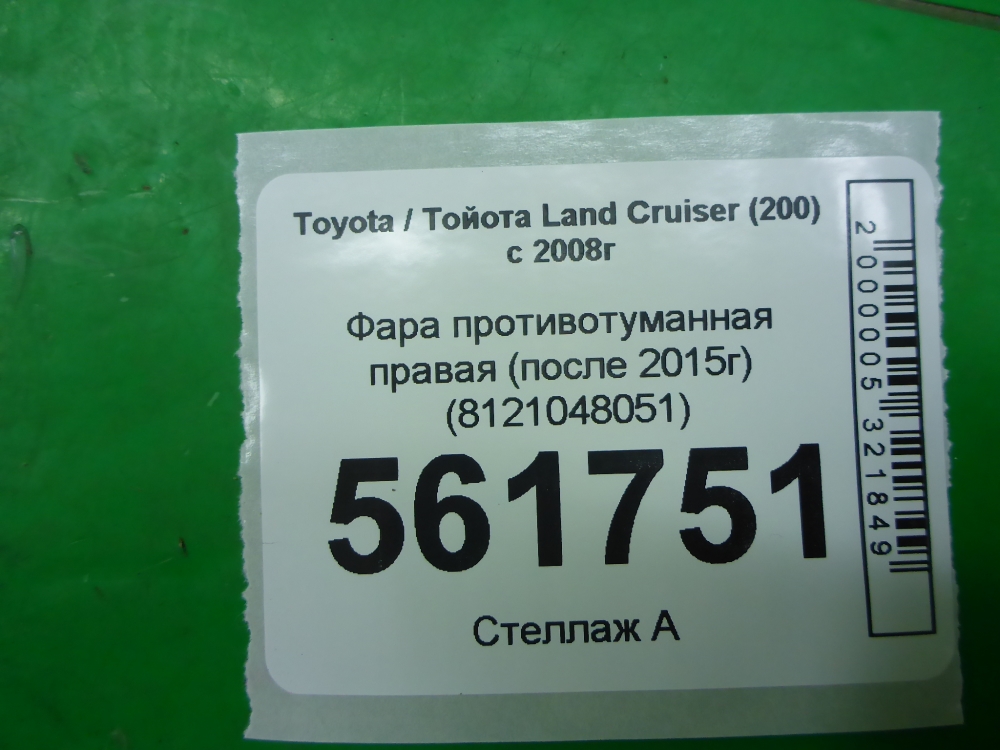 Toyota / Тойота Land Cruiser (200)
с 2008г
Фара противотуманная
правая (после 2015г)
(8121048051)
561751
Стеллаж А
2000005321849